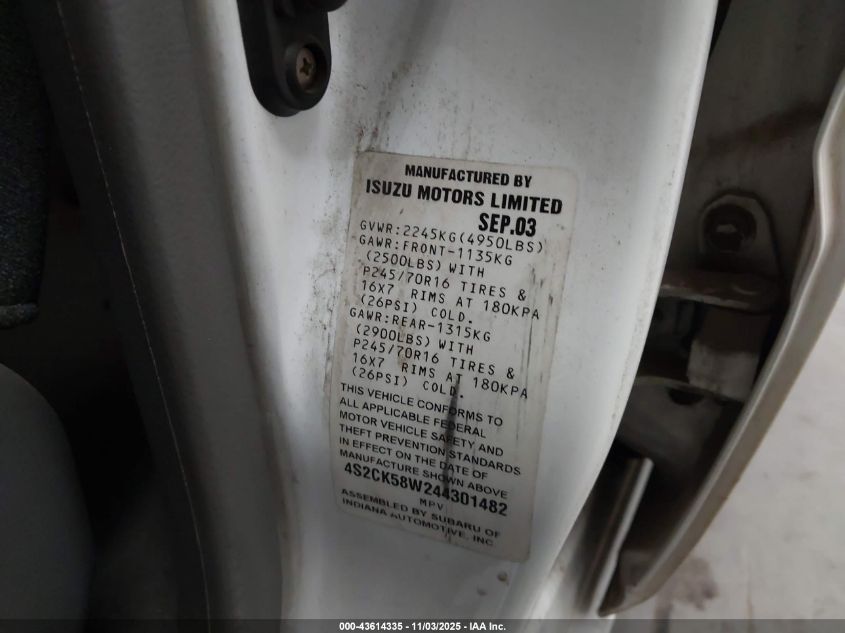 MANUFACTURED BY
ISUZU MOTORS LIMITED
SEP.03
GVWR:2245KG(4950LBS)
GAWR:FRONT-1135KG
(2500LBS) WITH
P245/70R16 TIRES &
16X7 RIMS AT 180KPA
(26PSI) COLD.
GAWR:REAR-1315KG
(2900LBS) WITH
P245/70R16 TIRES &
16X7 RIMS AT 180KPA
(26PSI) COLD.
THIS VEHICLE CONFORMS TO
ALL APPLICABLE FEDERAL
MOTOR VEHICLE SAFETY AND
THEFT PREVENTION STANDARDS
IN EFFECT ON THE DATE OF
MANUFACTURE SHOWN ABOVE
4S2CK58W244301482
MPV
ASSEMBLED BY SUBARU OF
INDIANA AUTOMOTIVE, INC
000-43614335 - 11/03/2025 - IAA Inc.